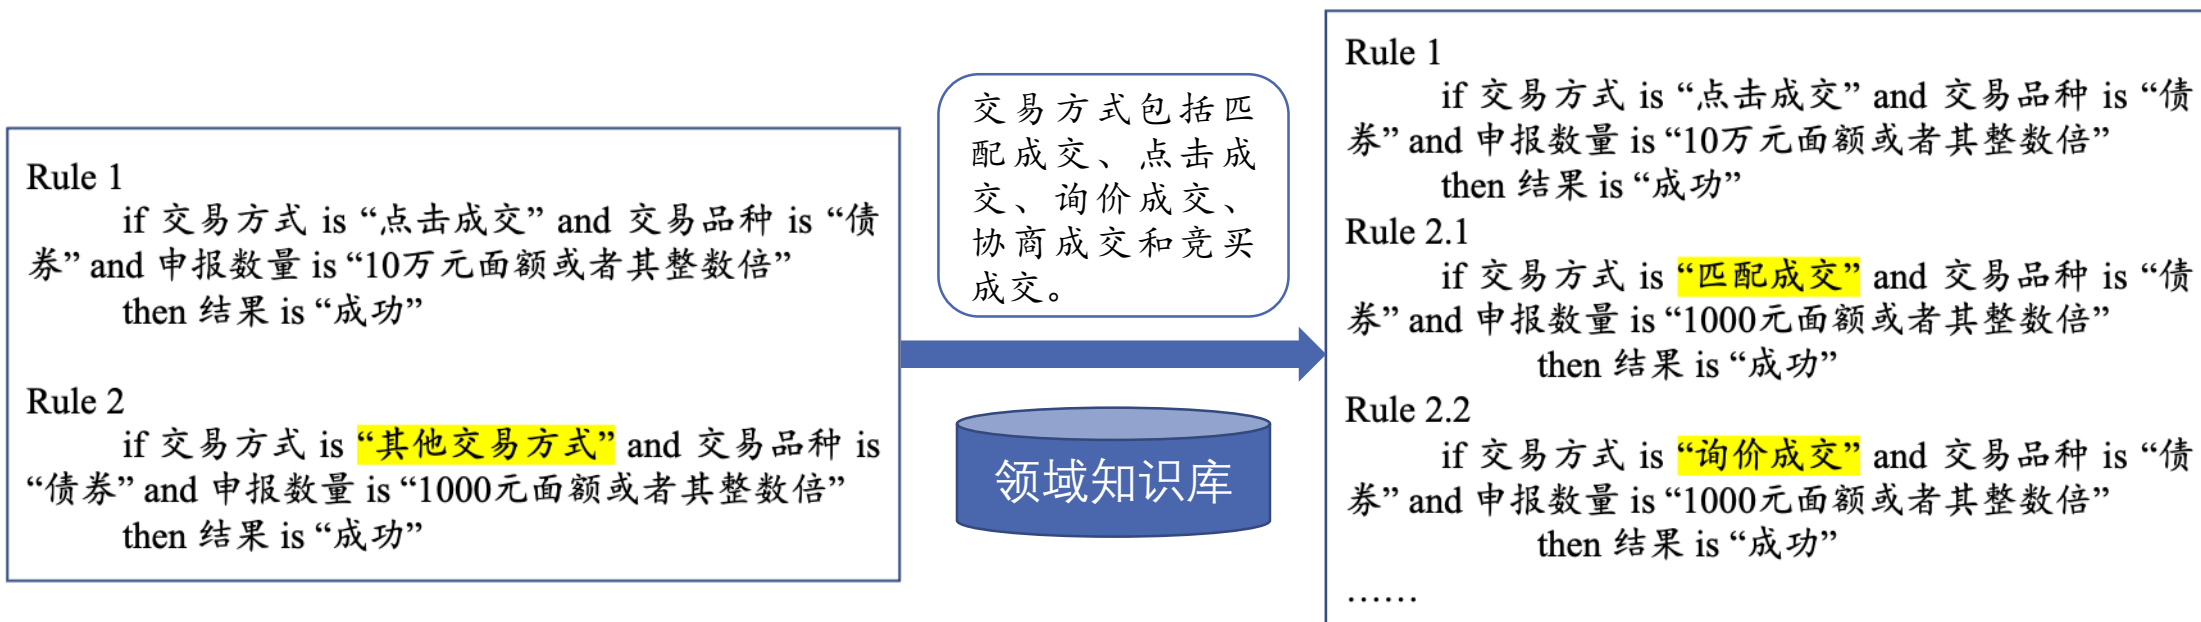 Rule 1
if 交易方式 is “点击成交” and 交易品种 is “债
券” and 申报数量 is “10万元面额或者其整数倍”
then 结果 is “成功”
Rule 2
if 交易方式 is “其他交易方式” and 交易品种 is
“债券” and 申报数量 is “1000元面额或者其整数倍”
then 结果 is “成功”
交易方式包括匹
配成交、点击成
交、询价成交、
协商成交和竞买
成交。
领域知识库
Rule 1
if 交易方式 is “点击成交” and 交易品种 is “债
券” and 申报数量 is “10万元面额或者其整数倍”
then 结果 is “成功”
Rule 2.1
if 交易方式 is “匹配成交” and 交易品种 is “债
券” and 申报数量 is “1000元面额或者其整数倍”
then 结果 is “成功”
Rule 2.2
if 交易方式 is “询价成交” and 交易品种 is “债
券” and 申报数量 is “1000元面额或者其整数倍”
then 结果 is “成功”
……